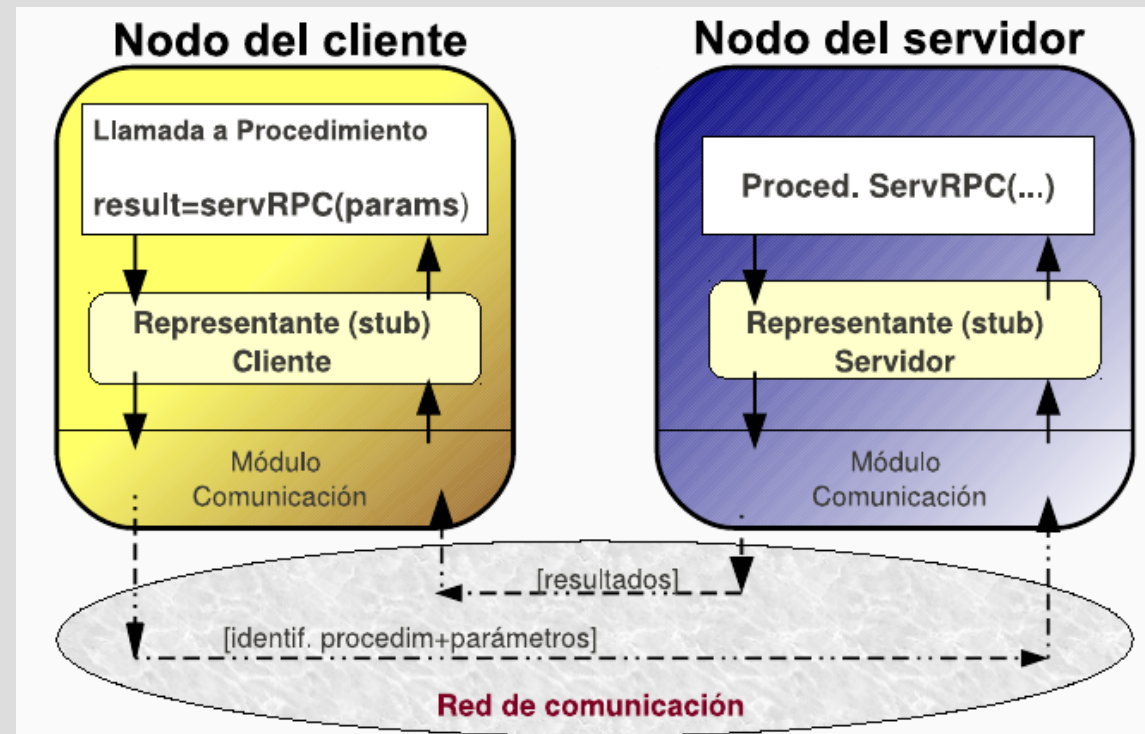 Nodo del cliente
Nodo del servidor
Llamada a Procedimiento
result=servRPC(params)
Proced. ServRPC(...)
Representante (stub)
Cliente
Representante (stub)
Servidor
Módulo
Comunicación
Módulo
Comunicación
[resultados]
[identif. procedim+parámetros]
Red de comunicación